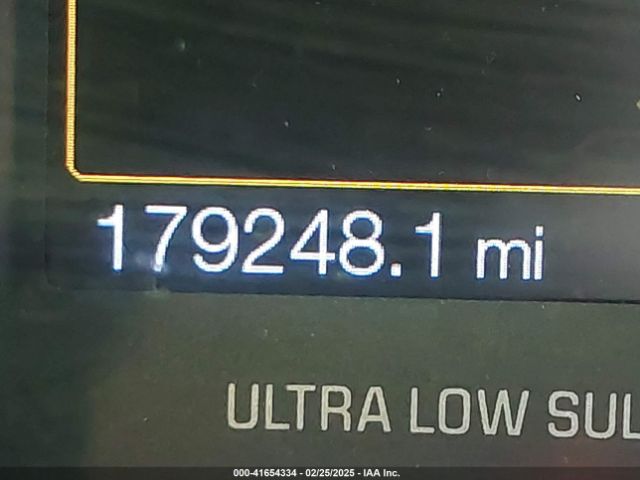 179248.1 mi
ULTRA LOW SUL
000-41654334 - 02/25/2025 - IAA Inc.